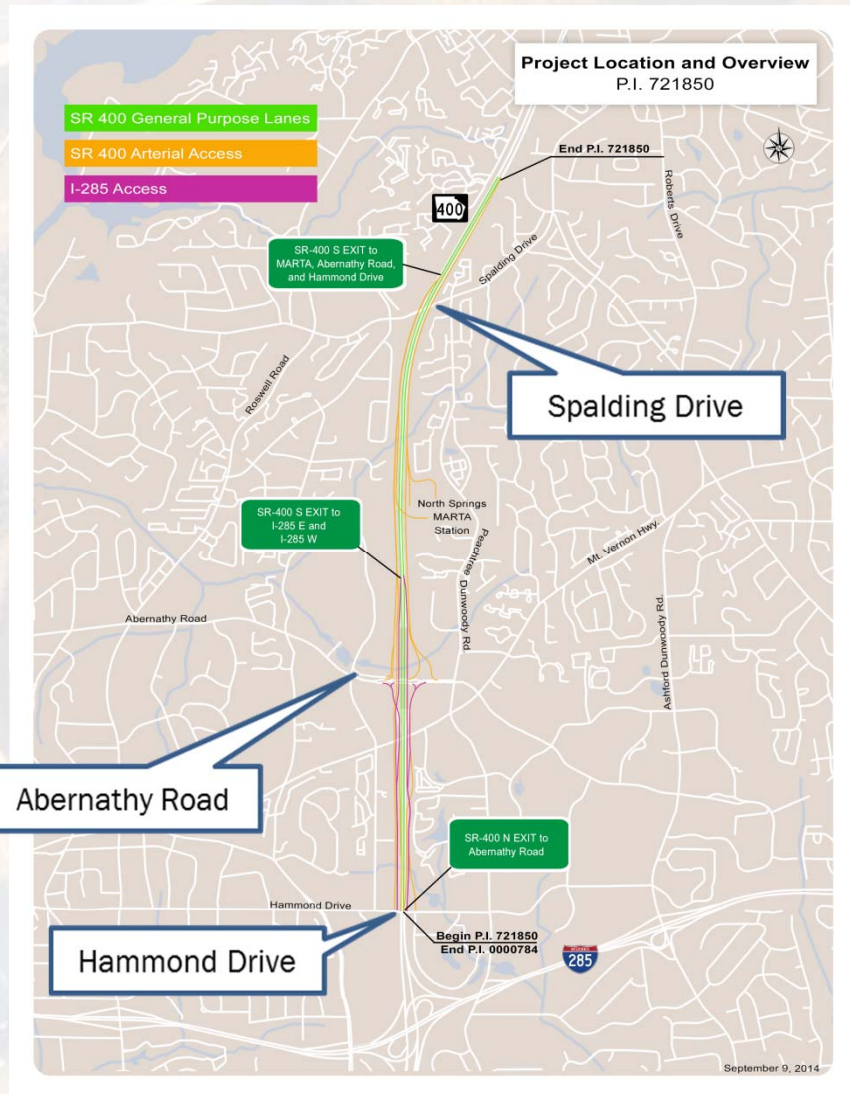 Project Location and Overview
P.I. 721850
SR 400 General Purpose Lanes
SR 400 Arterial Access
I-285 Access
End P.I. 721850
Roberts Drive
400
SR-400 S EXIT to
MARTA, Abernathy Road,
and Hammond Drive
Spalding Drive
Spalding Drive
Roswell Road
SR-400 S EXIT to
I-285 E and
I-285 W
North Springs
MARTA
Station
Peachtree Dunwoody Rd.
Mt. Vernon Hwy.
Abernathy Road
Ashford Dunwoody Rd.
Abernathy Road
SR-400 N EXIT to
Abernathy Road
Hammond Drive
Hammond Drive
Begin P.I. 721850
End P.I. 0000784
285
September 9, 2014